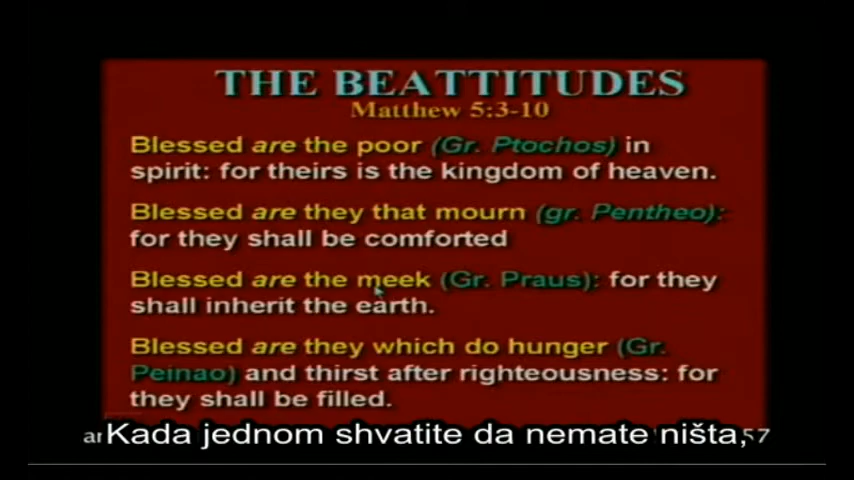 THE BEATTITUDES
Matthew 5:3-10
Blessed are the poor (Gr. Ptochos) in
spirit: for theirs is the kingdom of heaven.
Blessed are they that mourn (gr. Pentheo):
for they shall be comforted
Blessed are the meek (Gr. Praus): for they
shall inherit the earth.
Blessed are they which do hunger (Gr.
Peinao) and thirst after righteousness: for
they shall be filled.
Kada jednom shvatite da nemate ništa,